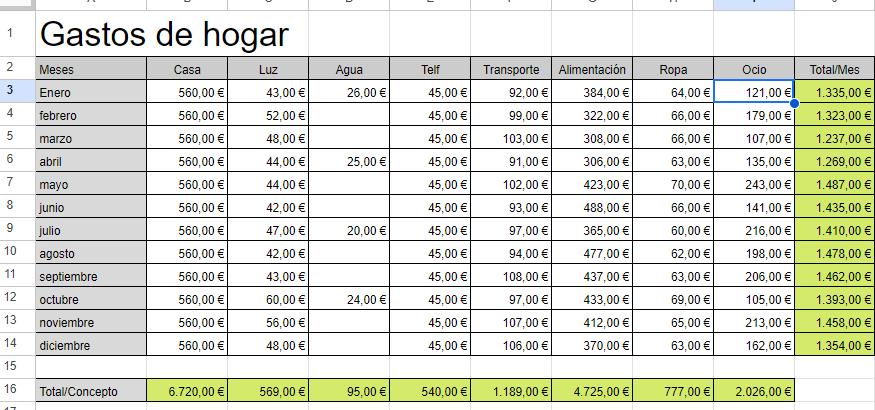 1 Gastos de hogar
2 Meses Casa Luz Agua Telf Transporte Alimentación Ropa Ocio Total/Mes
3 Enero 560,00 € 43,00 € 26,00 € 45,00 € 92,00 € 384,00 € 64,00 € 121,00 € 1.335,00 €
4 febrero 560,00 € 52,00 € 45,00 € 99,00 € 322,00 € 66,00 € 179,00 € 1.323,00 €
5 marzo 560,00 € 48,00 € 45,00 € 103,00 € 308,00 € 66,00 € 107,00 € 1.237,00 €
6 abril 560,00 € 44,00 € 25,00 € 45,00 € 91,00 € 306,00 € 63,00 € 135,00 € 1.269,00 €
7 mayo 560,00 € 44,00 € 45,00 € 102,00 € 423,00 € 70,00 € 243,00 € 1.487,00 €
8 junio 560,00 € 42,00 € 45,00 € 93,00 € 488,00 € 66,00 € 141,00 € 1.435,00 €
9 julio 560,00 € 47,00 € 20,00 € 45,00 € 97,00 € 365,00 € 60,00 € 216,00 € 1.410,00 €
10 agosto 560,00 € 42,00 € 45,00 € 94,00 € 477,00 € 62,00 € 198,00 € 1.478,00 €
11 septiembre 560,00 € 43,00 € 45,00 € 108,00 € 437,00 € 63,00 € 206,00 € 1.462,00 €
12 octubre 560,00 € 60,00 € 24,00 € 45,00 € 97,00 € 433,00 € 69,00 € 105,00 € 1.393,00 €
13 noviembre 560,00 € 56,00 € 45,00 € 107,00 € 412,00 € 65,00 € 213,00 € 1.458,00 €
14 diciembre 560,00 € 48,00 € 45,00 € 106,00 € 370,00 € 63,00 € 162,00 € 1.354,00 €
15
16 Total/Concepto 6.720,00 € 569,00 € 95,00 € 540,00 € 1.189,00 € 4.725,00 € 777,00 € 2.026,00 €